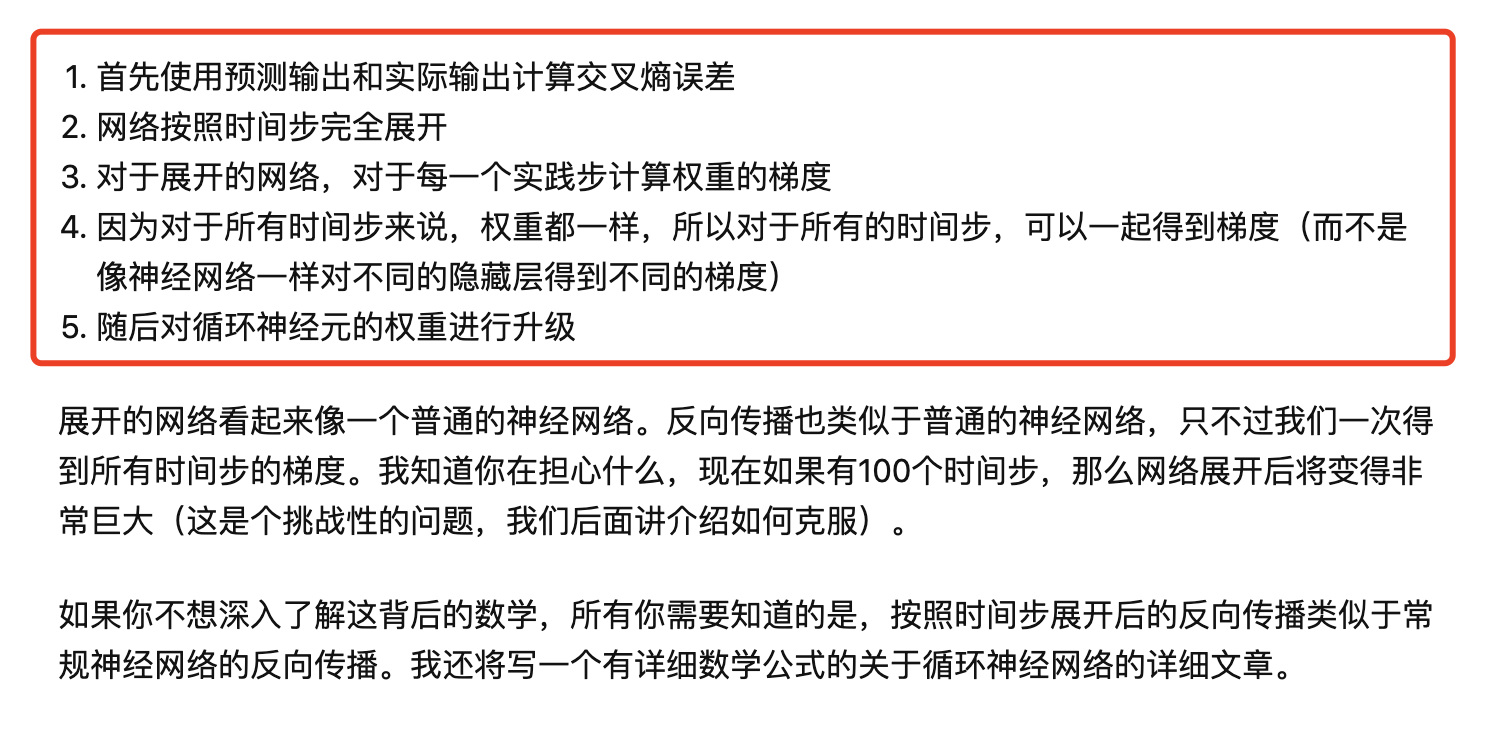 1. 首先使用预测输出和实际输出计算交叉熵误差
2. 网络按照时间步完全展开
3. 对于展开的网络，对于每一个实践步计算权重的梯度
4. 因为对于所有时间步来说，权重都一样，所以对于所有的时间步，可以一起得到梯度（而不是
像神经网络一样对不同的隐藏层得到不同的梯度）
5. 随后对循环神经元的权重进行升级
展开的网络看起来像一个普通的神经网络。反向传播也类似于普通的神经网络，只不过我们一次得
到所有时间步的梯度。我知道你在担心什么，现在如果有100个时间步，那么网络展开后将变得非
常巨大（这是个挑战性的问题，我们后面讲介绍如何克服）。
如果你不想深入了解这背后的数学，所有你需要知道的是，按照时间步展开后的反向传播类似于常
规神经网络的反向传播。我还将写一个有详细数学公式的关于循环神经网络的详细文章。